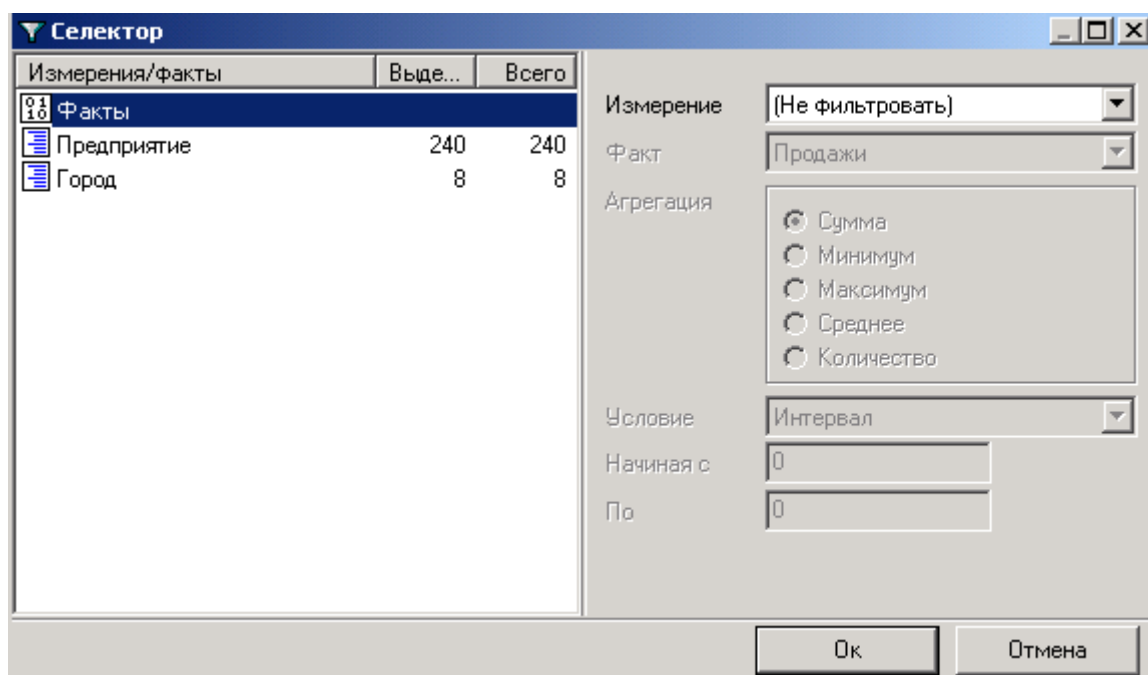 Селектор
Измерения/факты Выде... Всего
Факты
Предприятие 240 240
Город 8 8
Измерение (Не фильтровать)
Факт Продажи
Агрегация
Сумма
Минимум
Максимум
Среднее
Количество
Условие Интервал
Начиная с 0
По 0
Ок Отмена